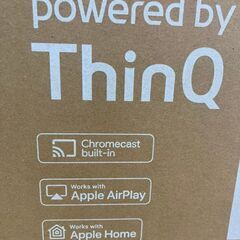 powered by
ThinQ
Chromecast
built-in
Works with
Apple AirPlay
Works with
Apple Home